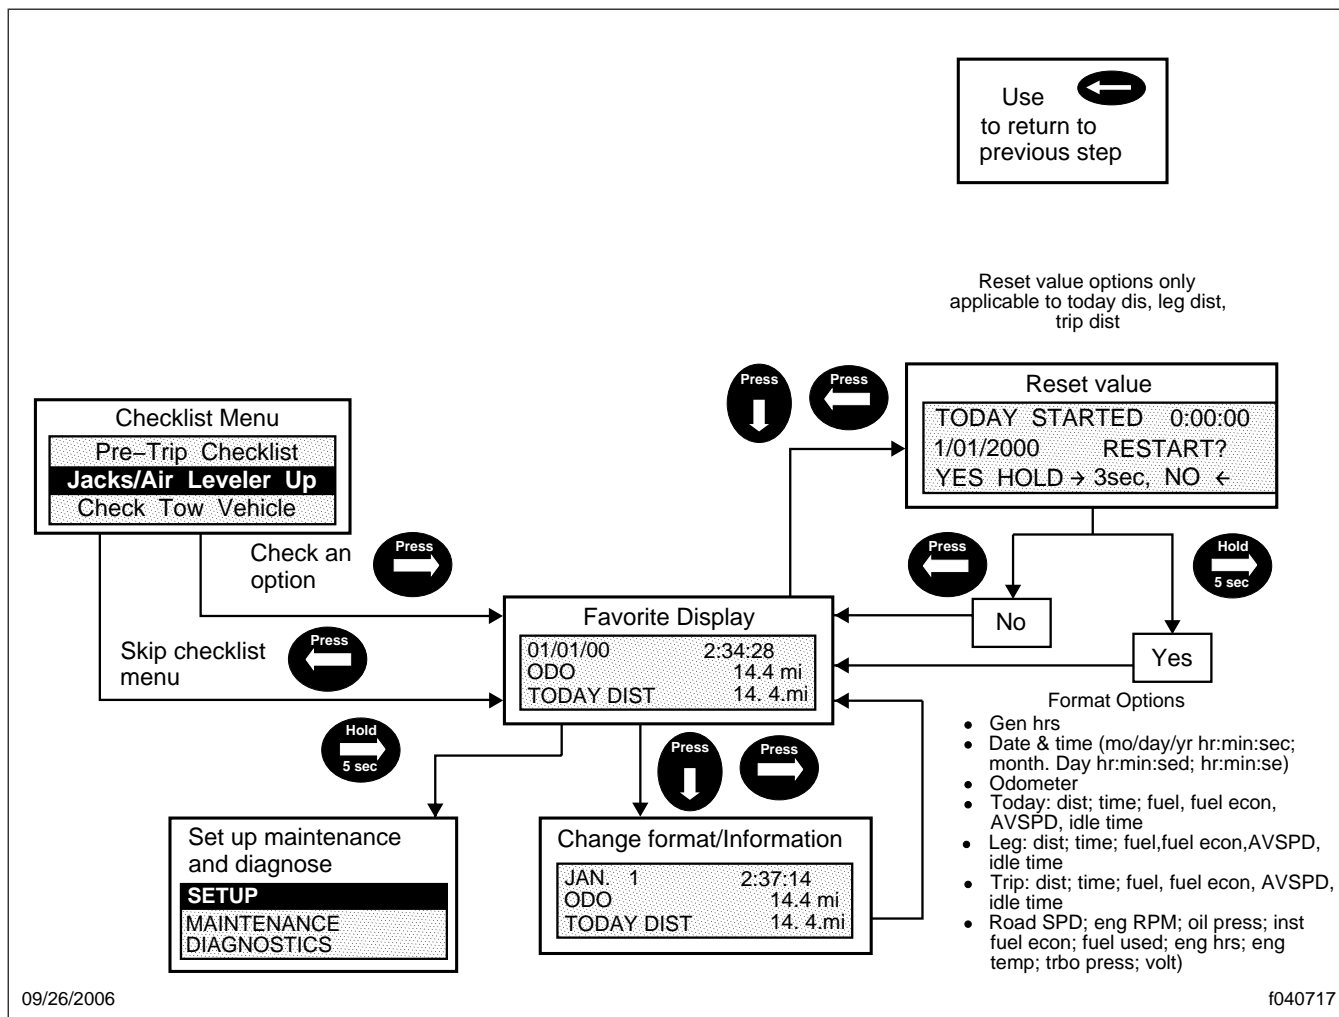 Use
to return to
previous step
Reset value options only
applicable to today dis, leg dist,
trip dist
Press
Press
Reset value
TODAY STARTED 0:00:00
1/01/2000 RESTART?
YES HOLD → 3sec, NO ←
Checklist Menu
Pre–Trip Checklist
Jacks/Air Leveler Up
Check Tow Vehicle
Check an
option
Press
Press
Hold
5 sec
Skip checklist
menu
Press
Favorite Display
01/01/00 2:34:28
ODO 14.4 mi
TODAY DIST 14. 4.mi
No
Yes
Hold
5 sec
Press
Press
Set up maintenance
and diagnose
SETUP
MAINTENANCE
DIAGNOSTICS
Change format/Information
JAN. 1 2:37:14
ODO 14.4 mi
TODAY DIST 14. 4.mi
Format Options
• Gen hrs
• Date & time (mo/day/yr hr:min:sec;
month. Day hr:min:sed; hr:min:se)
• Odometer
• Today: dist; time; fuel, fuel econ,
AVSPD, idle time
• Leg: dist; time; fuel,fuel econ,AVSPD,
idle time
• Trip: dist; time; fuel, fuel econ, AVSPD,
idle time
• Road SPD; eng RPM; oil press; inst
fuel econ; fuel used; eng hrs; eng
temp; trbo press; volt)
09/26/2006
f040717